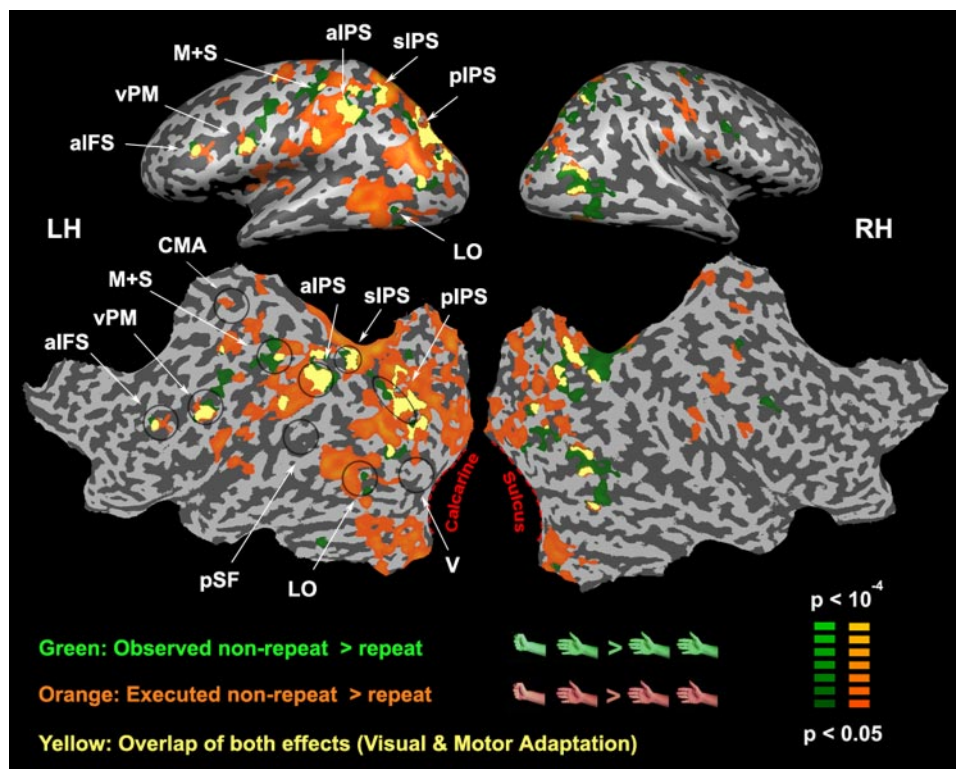 aIPS
sIPS
M+S
pIPS
vPM
aIFS
LH
RH
LO
CMA
M+S
aIPS
sIPS
pIPS
vPM
aIFS
Calcarine
Sulcus
pSF
LO
V
p < 10-4
Green: Observed non-repeat > repeat
>
Orange: Executed non-repeat > repeat
>
p < 0.05
Yellow: Overlap of both effects (Visual & Motor Adaptation)